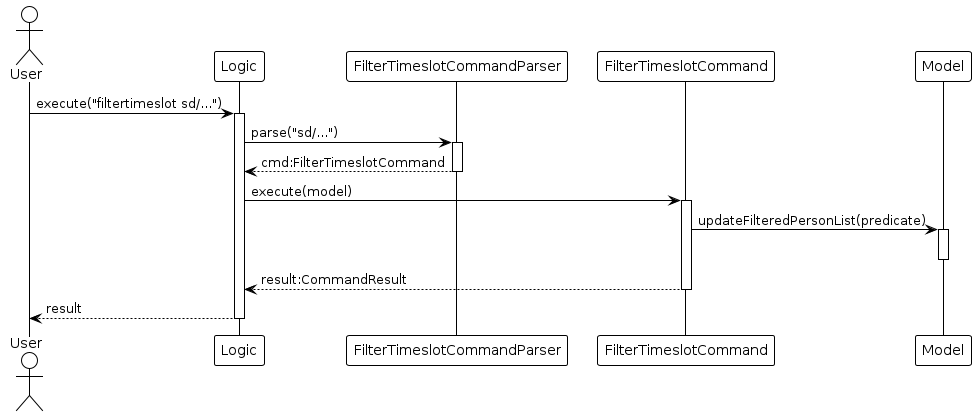 User
Logic
FilterTimeslotCommandParser
FilterTimeslotCommand
Model
execute("filtertimeslot sd/...")
parse("sd/...")
cmd:FilterTimeslotCommand
execute(model)
updateFilteredPersonList(predicate)
result:CommandResult
result
User
Logic
FilterTimeslotCommandParser
FilterTimeslotCommand
Model